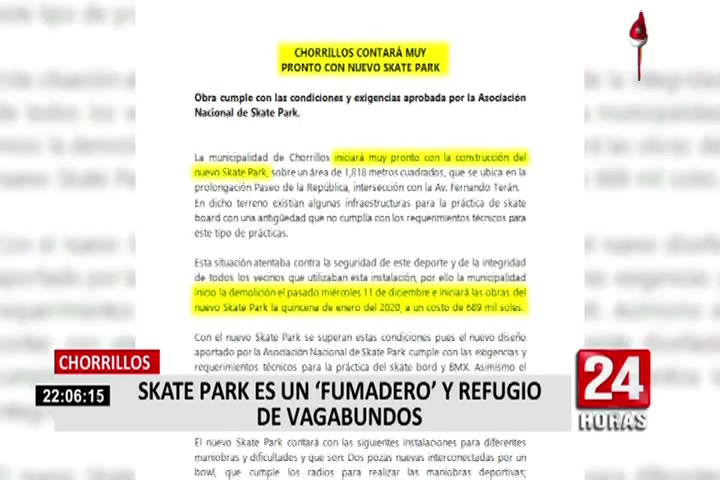 CHORRILLOS CONTARÁ MUY
PRONTO CON NUEVO SKATE PARK
Obra cumple con las condiciones y exigencias aprobada por la Asociación
Nacional de Skate Park.
La municipalidad de Chorrillos iniciará muy pronto con la construcción del
nuevo Skate Park, sobre un área de 1,818 metros cuadrados, que se ubica en la
prolongación Paseo de la República, intersección con la Av. Fernando Terán.
En dicho terreno existían algunas infraestructuras para la práctica de skate
board con una antigüedad que no cumplía con los requerimientos técnicos para
este tipo de prácticas.
Esta situación atentaba contra la seguridad de este deporte y de la integridad
de todos los vecinos que utilizaban esta instalación, por ello la municipalidad
inicio la demolición el pasado miércoles 11 de diciembre e iniciará las obras del
nuevo Skate Park la quincena de enero del 2020, a un costo de 689 mil soles.
Con el nuevo Skate Park se superan estas condiciones pues el nuevo diseño
aportado por la Asociación Nacional de Skate Park cumple con las exigencias y
requerimientos técnicos para la práctica del skate bord y BMX. Asimismo el
CHORRILLOS
22:06:15
SKATE PARK ES UN ‘FUMADERO’ Y REFUGIO
DE VAGABUNDOS
24
HORAS
El nuevo Skate Park contará con las siguientes instalaciones para diferentes
maniobras y dificultades y que son: Dos pozas nuevas interconectadas por un
bowl, que cumple los radios para realizar las maniobras deportivas;